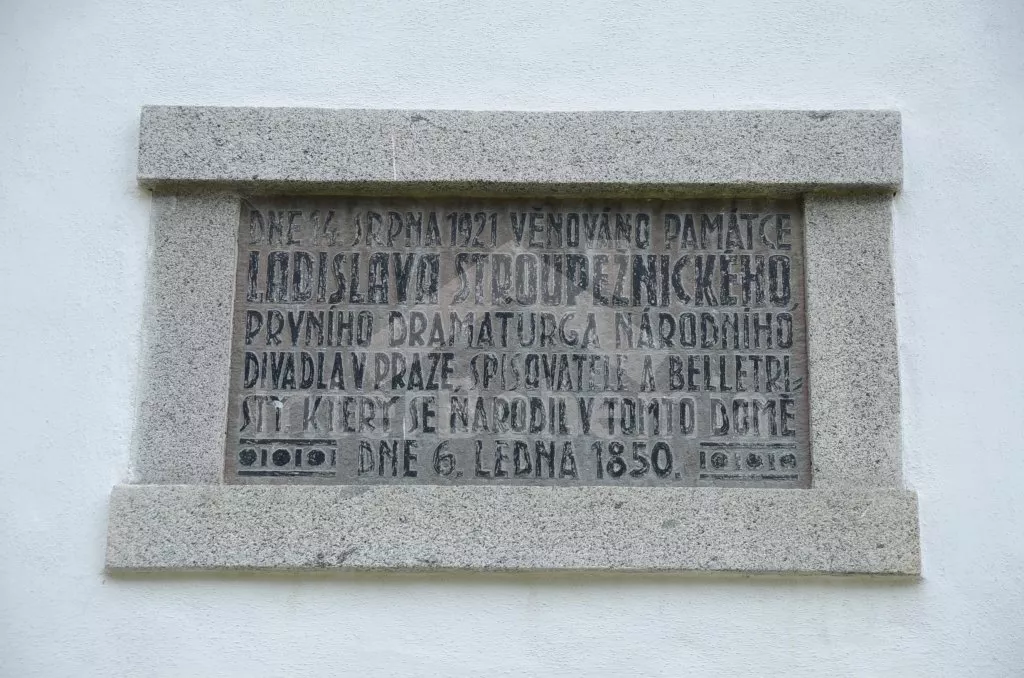 DNE 14. SRPNA 1921 VĚNOVÁNO PAMÁTCE
LADISLAVA STROUPEŽNICKÉHO
PRVNÍHO DRAMATURGA NÁRODNÍHO
DIVADLA V PRAZE, SPISOVATELE A BELLETRI-
STY, KTERÝ SE NARODIL V TOMTO DOMĚ
DNE 6. LEDNA 1850.